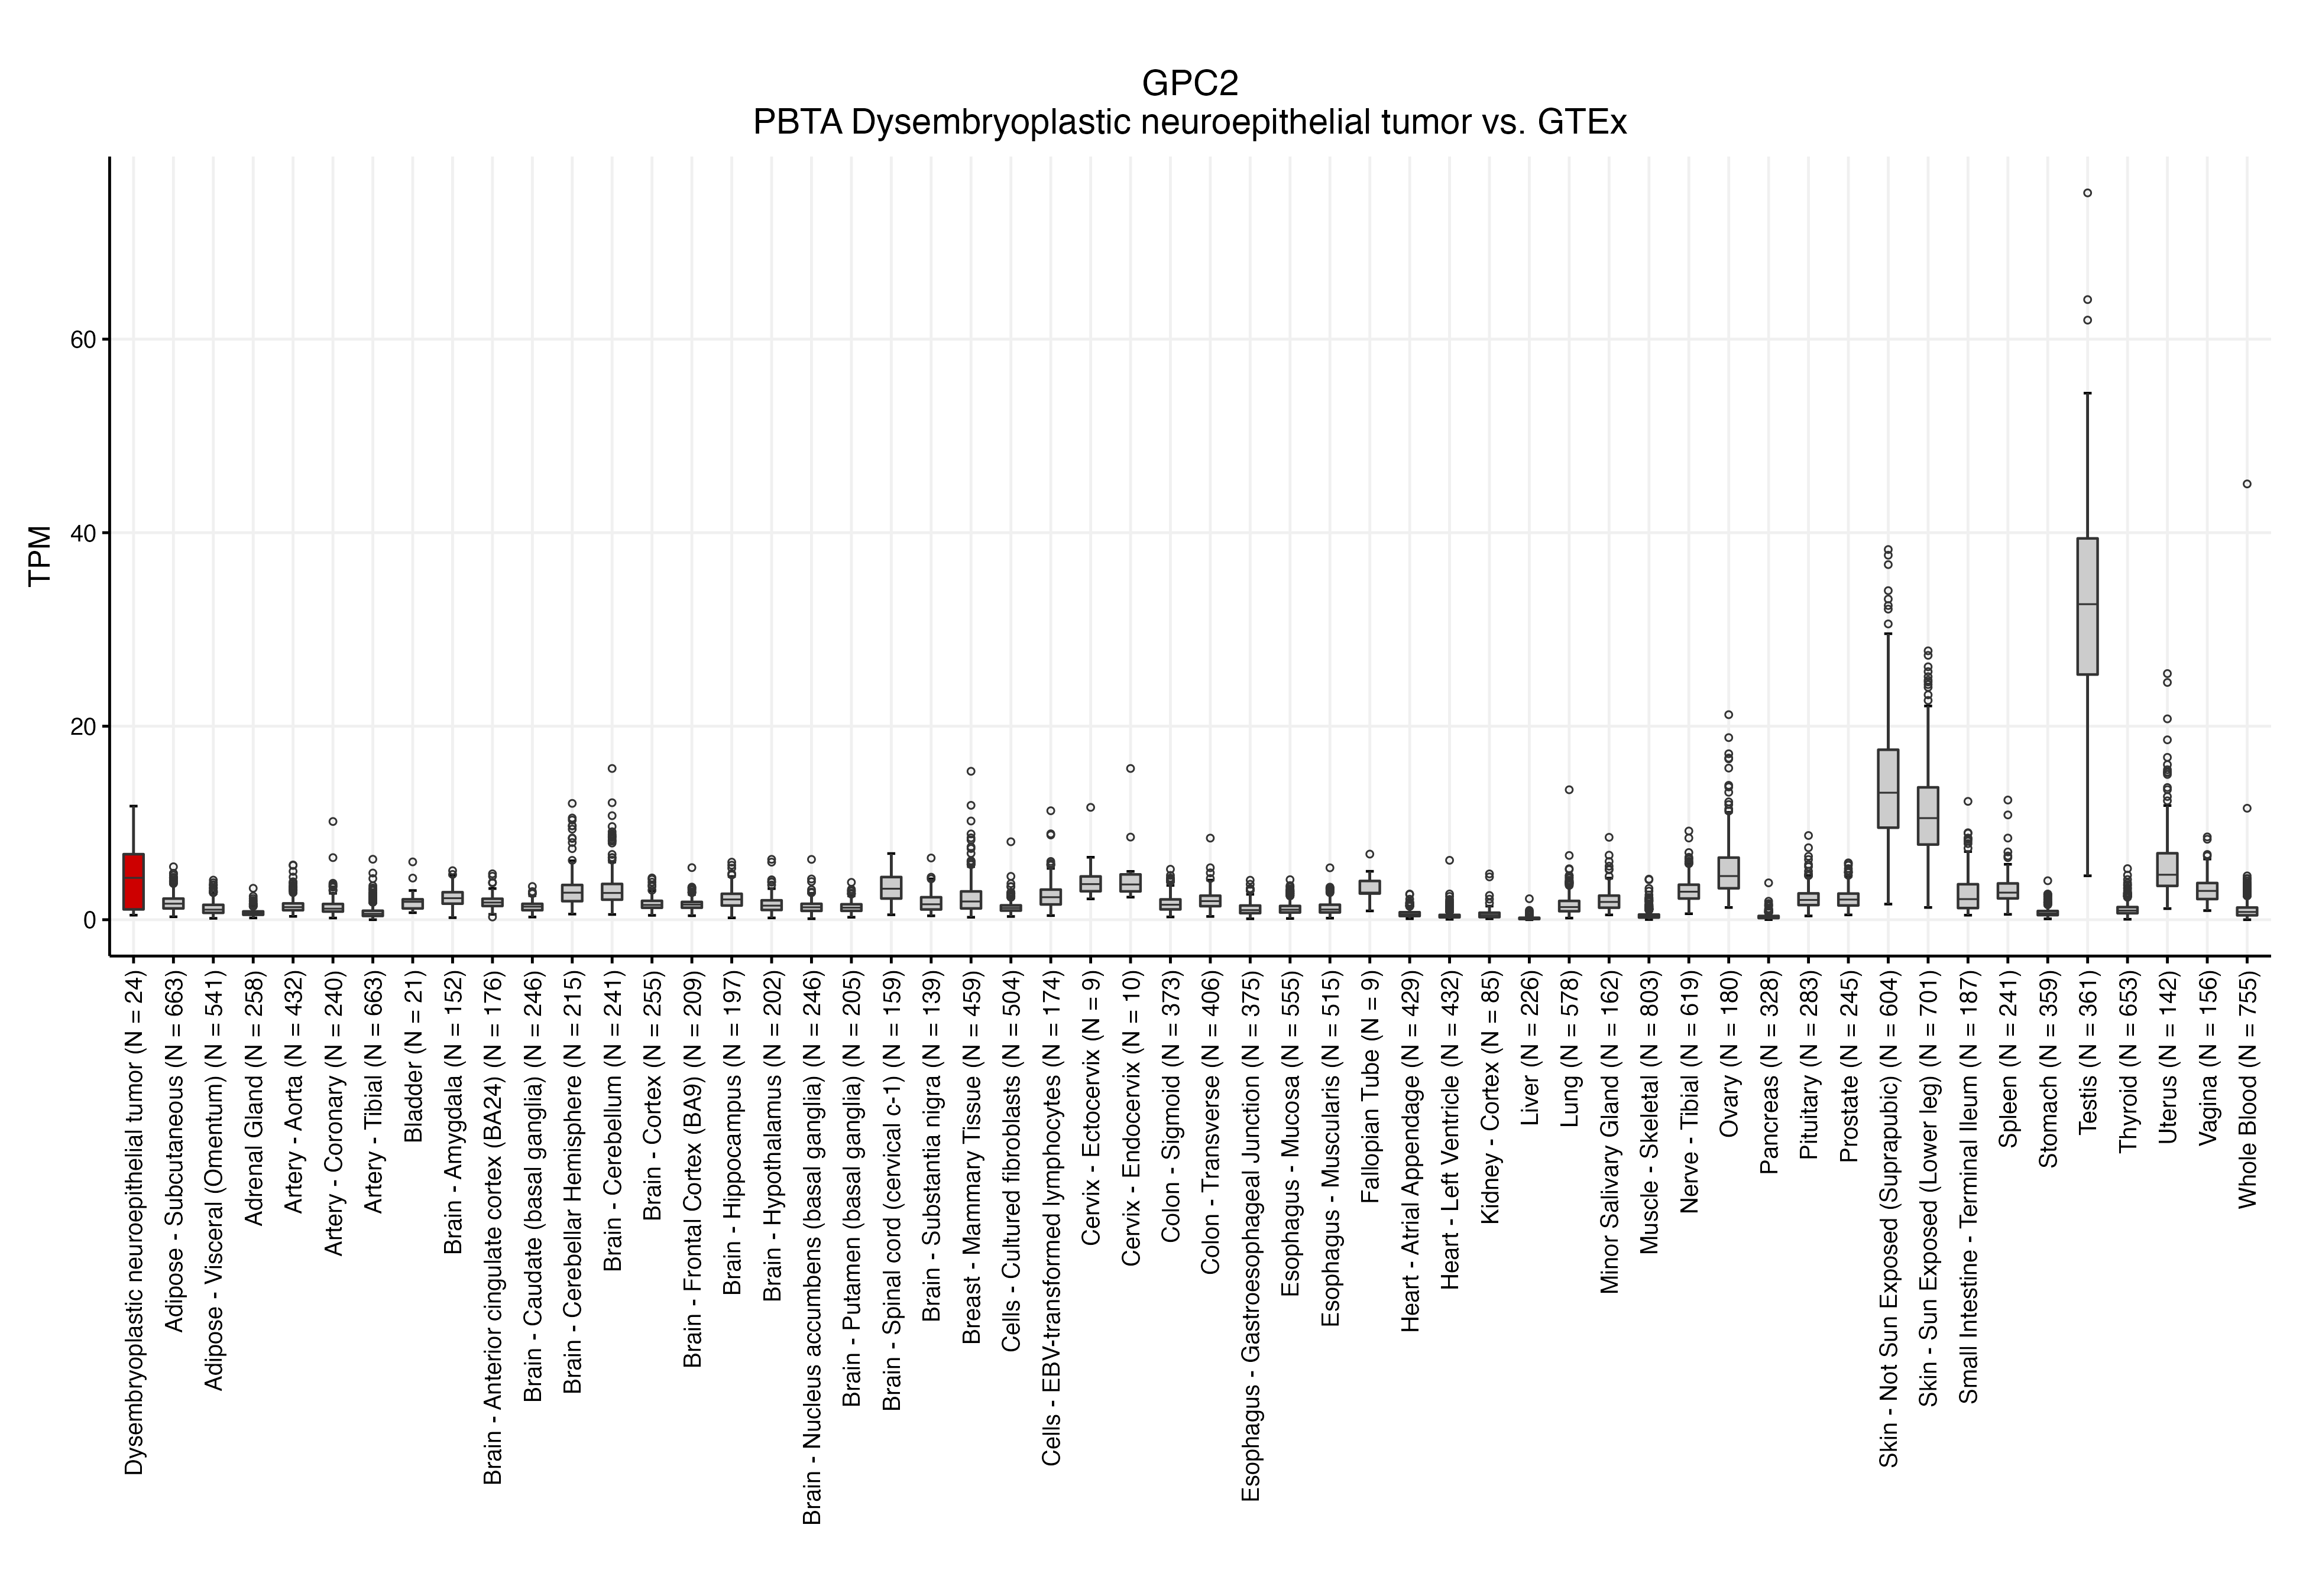 GPC2
PBTA Dysembryoplastic neuroepithelial tumor vs. GTEx
TPM
60
40
20
0
Dysembryoplastic neuroepithelial tumor (N = 24)
Adipose - Subcutaneous (N = 663)
Adipose - Visceral (Omentum) (N = 541)
Adrenal Gland (N = 258)
Artery - Aorta (N = 432)
Artery - Coronary (N = 240)
Artery - Tibial (N = 663)
Bladder (N = 21)
Brain - Amygdala (N = 152)
Brain - Anterior cingulate cortex (BA24) (N = 176)
Brain - Caudate (basal ganglia) (N = 246)
Brain - Cerebellar Hemisphere (N = 215)
Brain - Cerebellum (N = 241)
Brain - Cortex (N = 255)
Brain - Frontal Cortex (BA9) (N = 209)
Brain - Hippocampus (N = 197)
Brain - Hypothalamus (N = 202)
Brain - Nucleus accumbens (basal ganglia) (N = 246)
Brain - Putamen (basal ganglia) (N = 205)
Brain - Spinal cord (cervical c-1) (N = 159)
Brain - Substantia nigra (N = 139)
Breast - Mammary Tissue (N = 459)
Cells - Cultured fibroblasts (N = 504)
Cells - EBV-transformed lymphocytes (N = 174)
Cervix - Ectocervix (N = 9)
Cervix - Endocervix (N = 10)
Colon - Sigmoid (N = 373)
Colon - Transverse (N = 406)
Esophagus - Gastroesophageal Junction (N = 375)
Esophagus - Mucosa (N = 555)
Esophagus - Muscularis (N = 515)
Fallopian Tube (N = 9)
Heart - Atrial Appendage (N = 429)
Heart - Left Ventricle (N = 432)
Kidney - Cortex (N = 85)
Liver (N = 226)
Lung (N = 578)
Minor Salivary Gland (N = 162)
Muscle - Skeletal (N = 803)
Nerve - Tibial (N = 619)
Ovary (N = 180)
Pancreas (N = 328)
Pituitary (N = 283)
Prostate (N = 245)
Skin - Not Sun Exposed (Suprapubic) (N = 604)
Skin - Sun Exposed (Lower leg) (N = 701)
Small Intestine - Terminal Ileum (N = 187)
Spleen (N = 241)
Stomach (N = 359)
Testis (N = 361)
Thyroid (N = 653)
Uterus (N = 142)
Vagina (N = 156)
Whole Blood (N = 755)